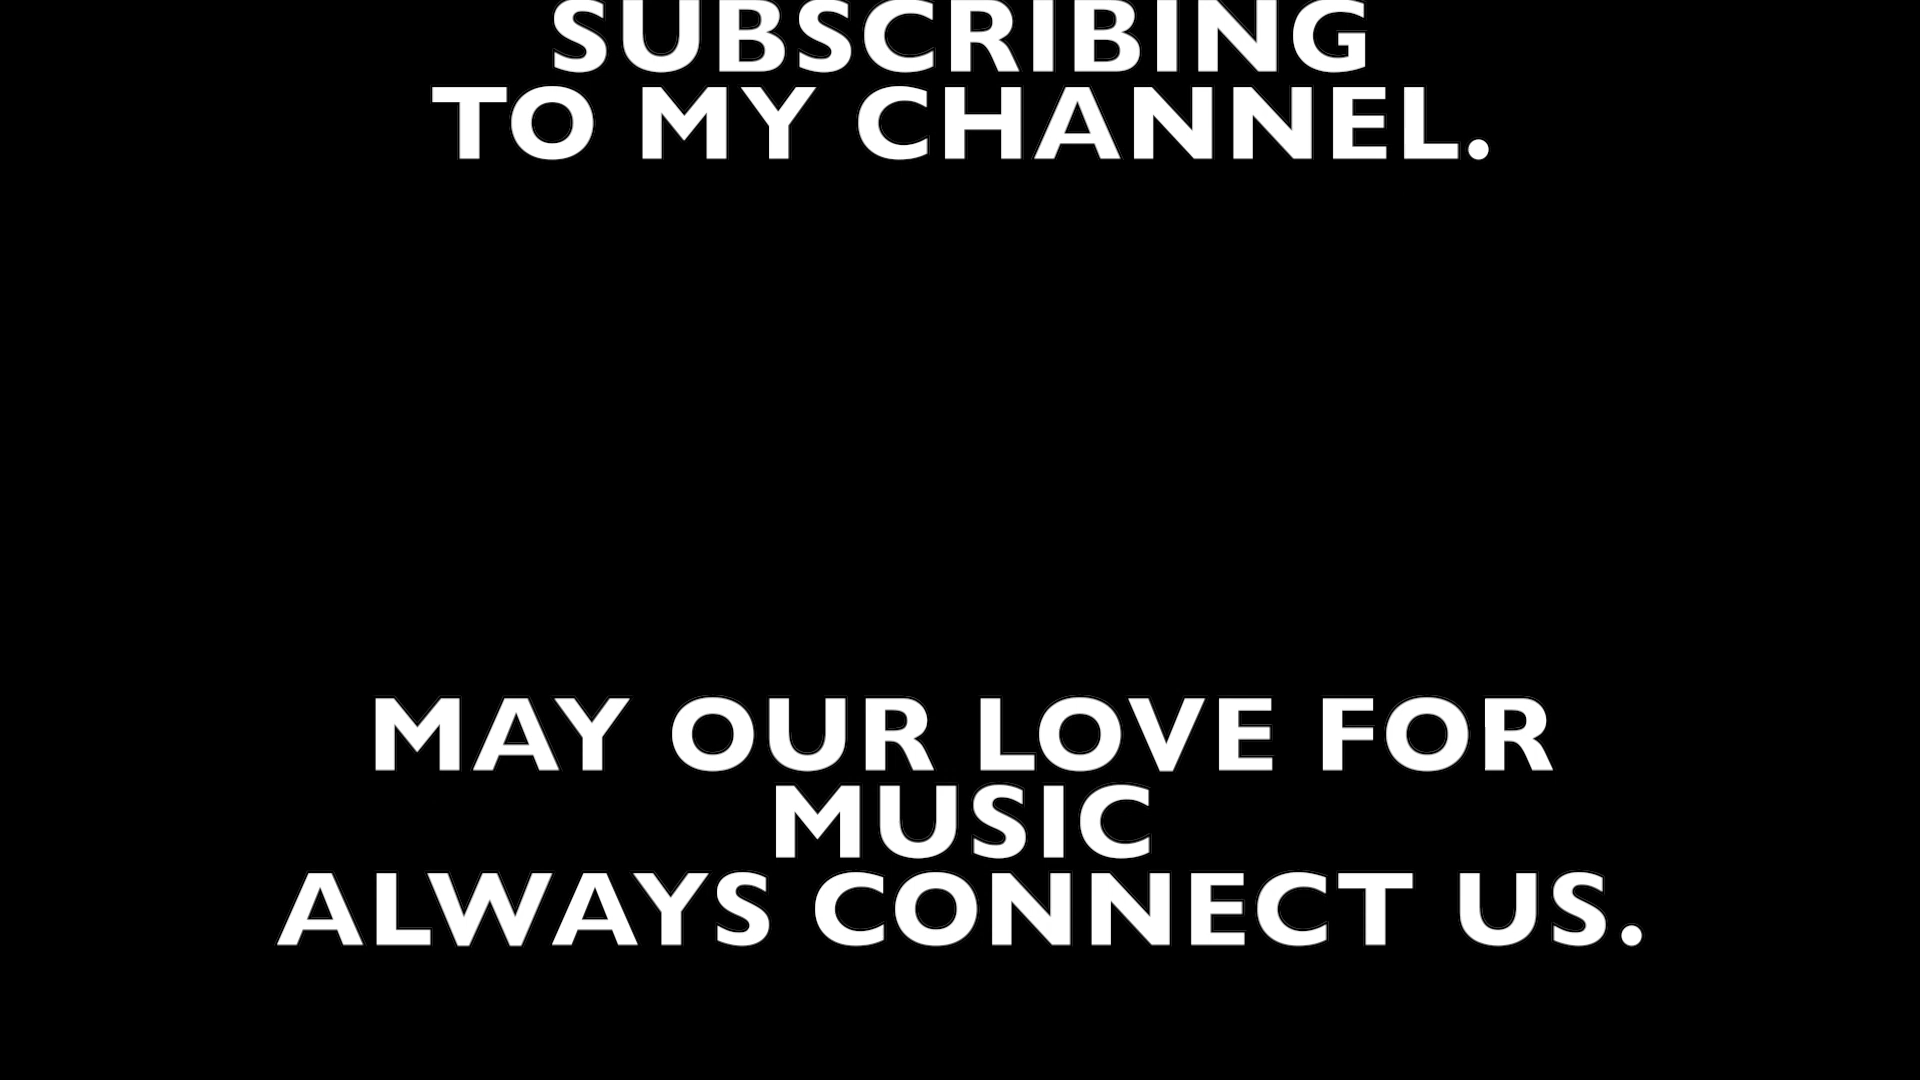 SUBSCRIBING
TO MY CHANNEL.
MAY OUR LOVE FOR
MUSIC
ALWAYS CONNECT US.